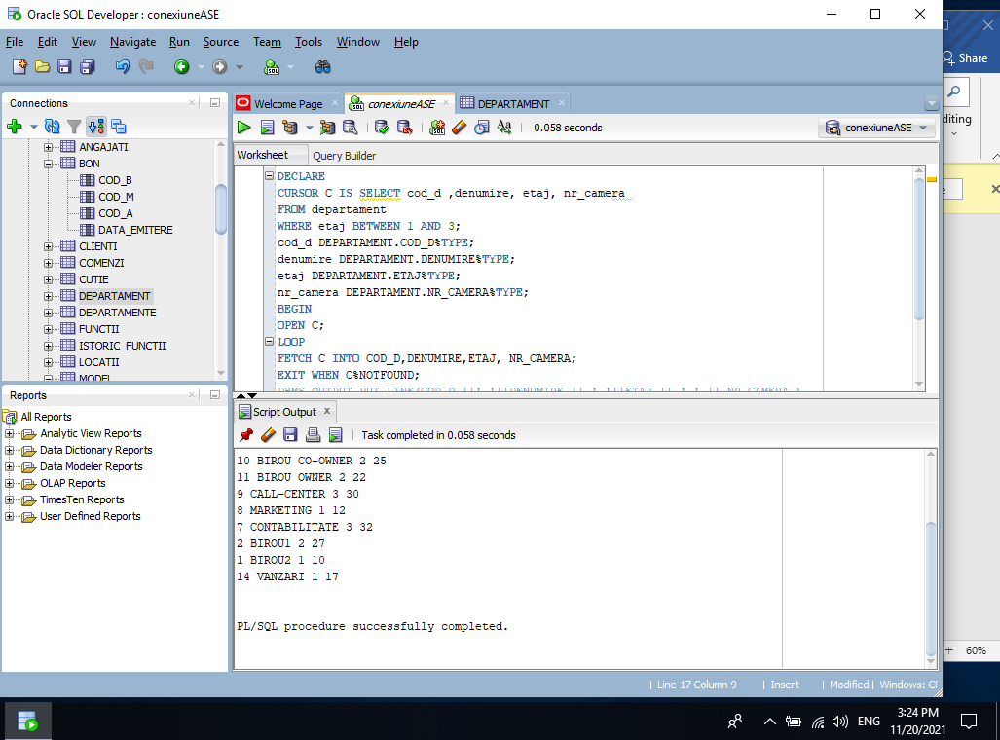 Oracle SQL Developer : conexiuneASE
File Edit View Navigate Run Source Team Tools Window Help
Share
Connections
Welcome Page
conexiuneASE
DEPARTAMENT
diting
0.058 seconds
conexiuneASE
Worksheet
Query Builder
ANGAJATI
BON
COD_B
COD_M
COD_A
DATA_EMITERE
CLIENTI
COMENZI
CUTIE
DEPARTAMENT
DEPARTAMENTE
FUNCTII
ISTORIC_FUNCTII
LOCATII
MODEL
DECLARE
CURSOR C IS SELECT cod_d ,denumire, etaj, nr_camera
FROM departament
WHERE etaj BETWEEN 1 AND 3;
cod_d DEPARTAMENT.COD_D%TYPE;
denumire DEPARTAMENT.DENUMIRE%TYPE;
etaj DEPARTAMENT.ETAJ%TYPE;
nr_camera DEPARTAMENT.NR_CAMERA%TYPE;
BEGIN
OPEN C;
LOOP
FETCH C INTO COD_D,DENUMIRE,ETAJ, NR_CAMERA;
EXIT WHEN C%NOTFOUND;
DBMS_OUTPUT.PUT_LINE(COD_D ||' '||DENUMIRE || ' '||ETAJ || ' '|| NR_CAMERA );
Reports
All Reports
Analytic View Reports
Data Dictionary Reports
Data Modeler Reports
OLAP Reports
TimesTen Reports
User Defined Reports
Script Output
Task completed in 0.058 seconds
10 BIROU CO-OWNER 2 25
11 BIROU OWNER 2 22
9 CALL-CENTER 3 30
8 MARKETING 1 12
7 CONTABILITATE 3 32
2 BIROU1 2 27
1 BIROU2 1 10
14 VANZARI 1 17
PL/SQL procedure successfully completed.
60%
Line 17 Column 9
Insert
Modified
Windows: CF
ENG
3:24 PM
11/20/2021